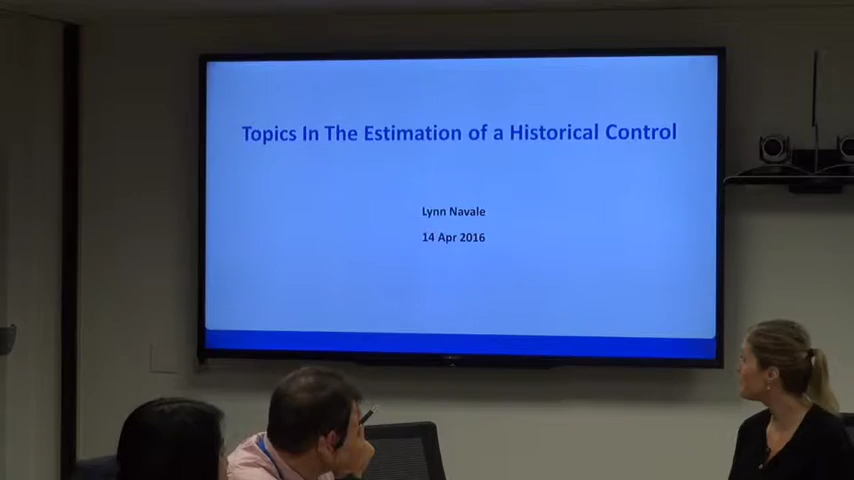 Topics In The Estimation of a Historical Control
Lynn Navale
14 Apr 2016